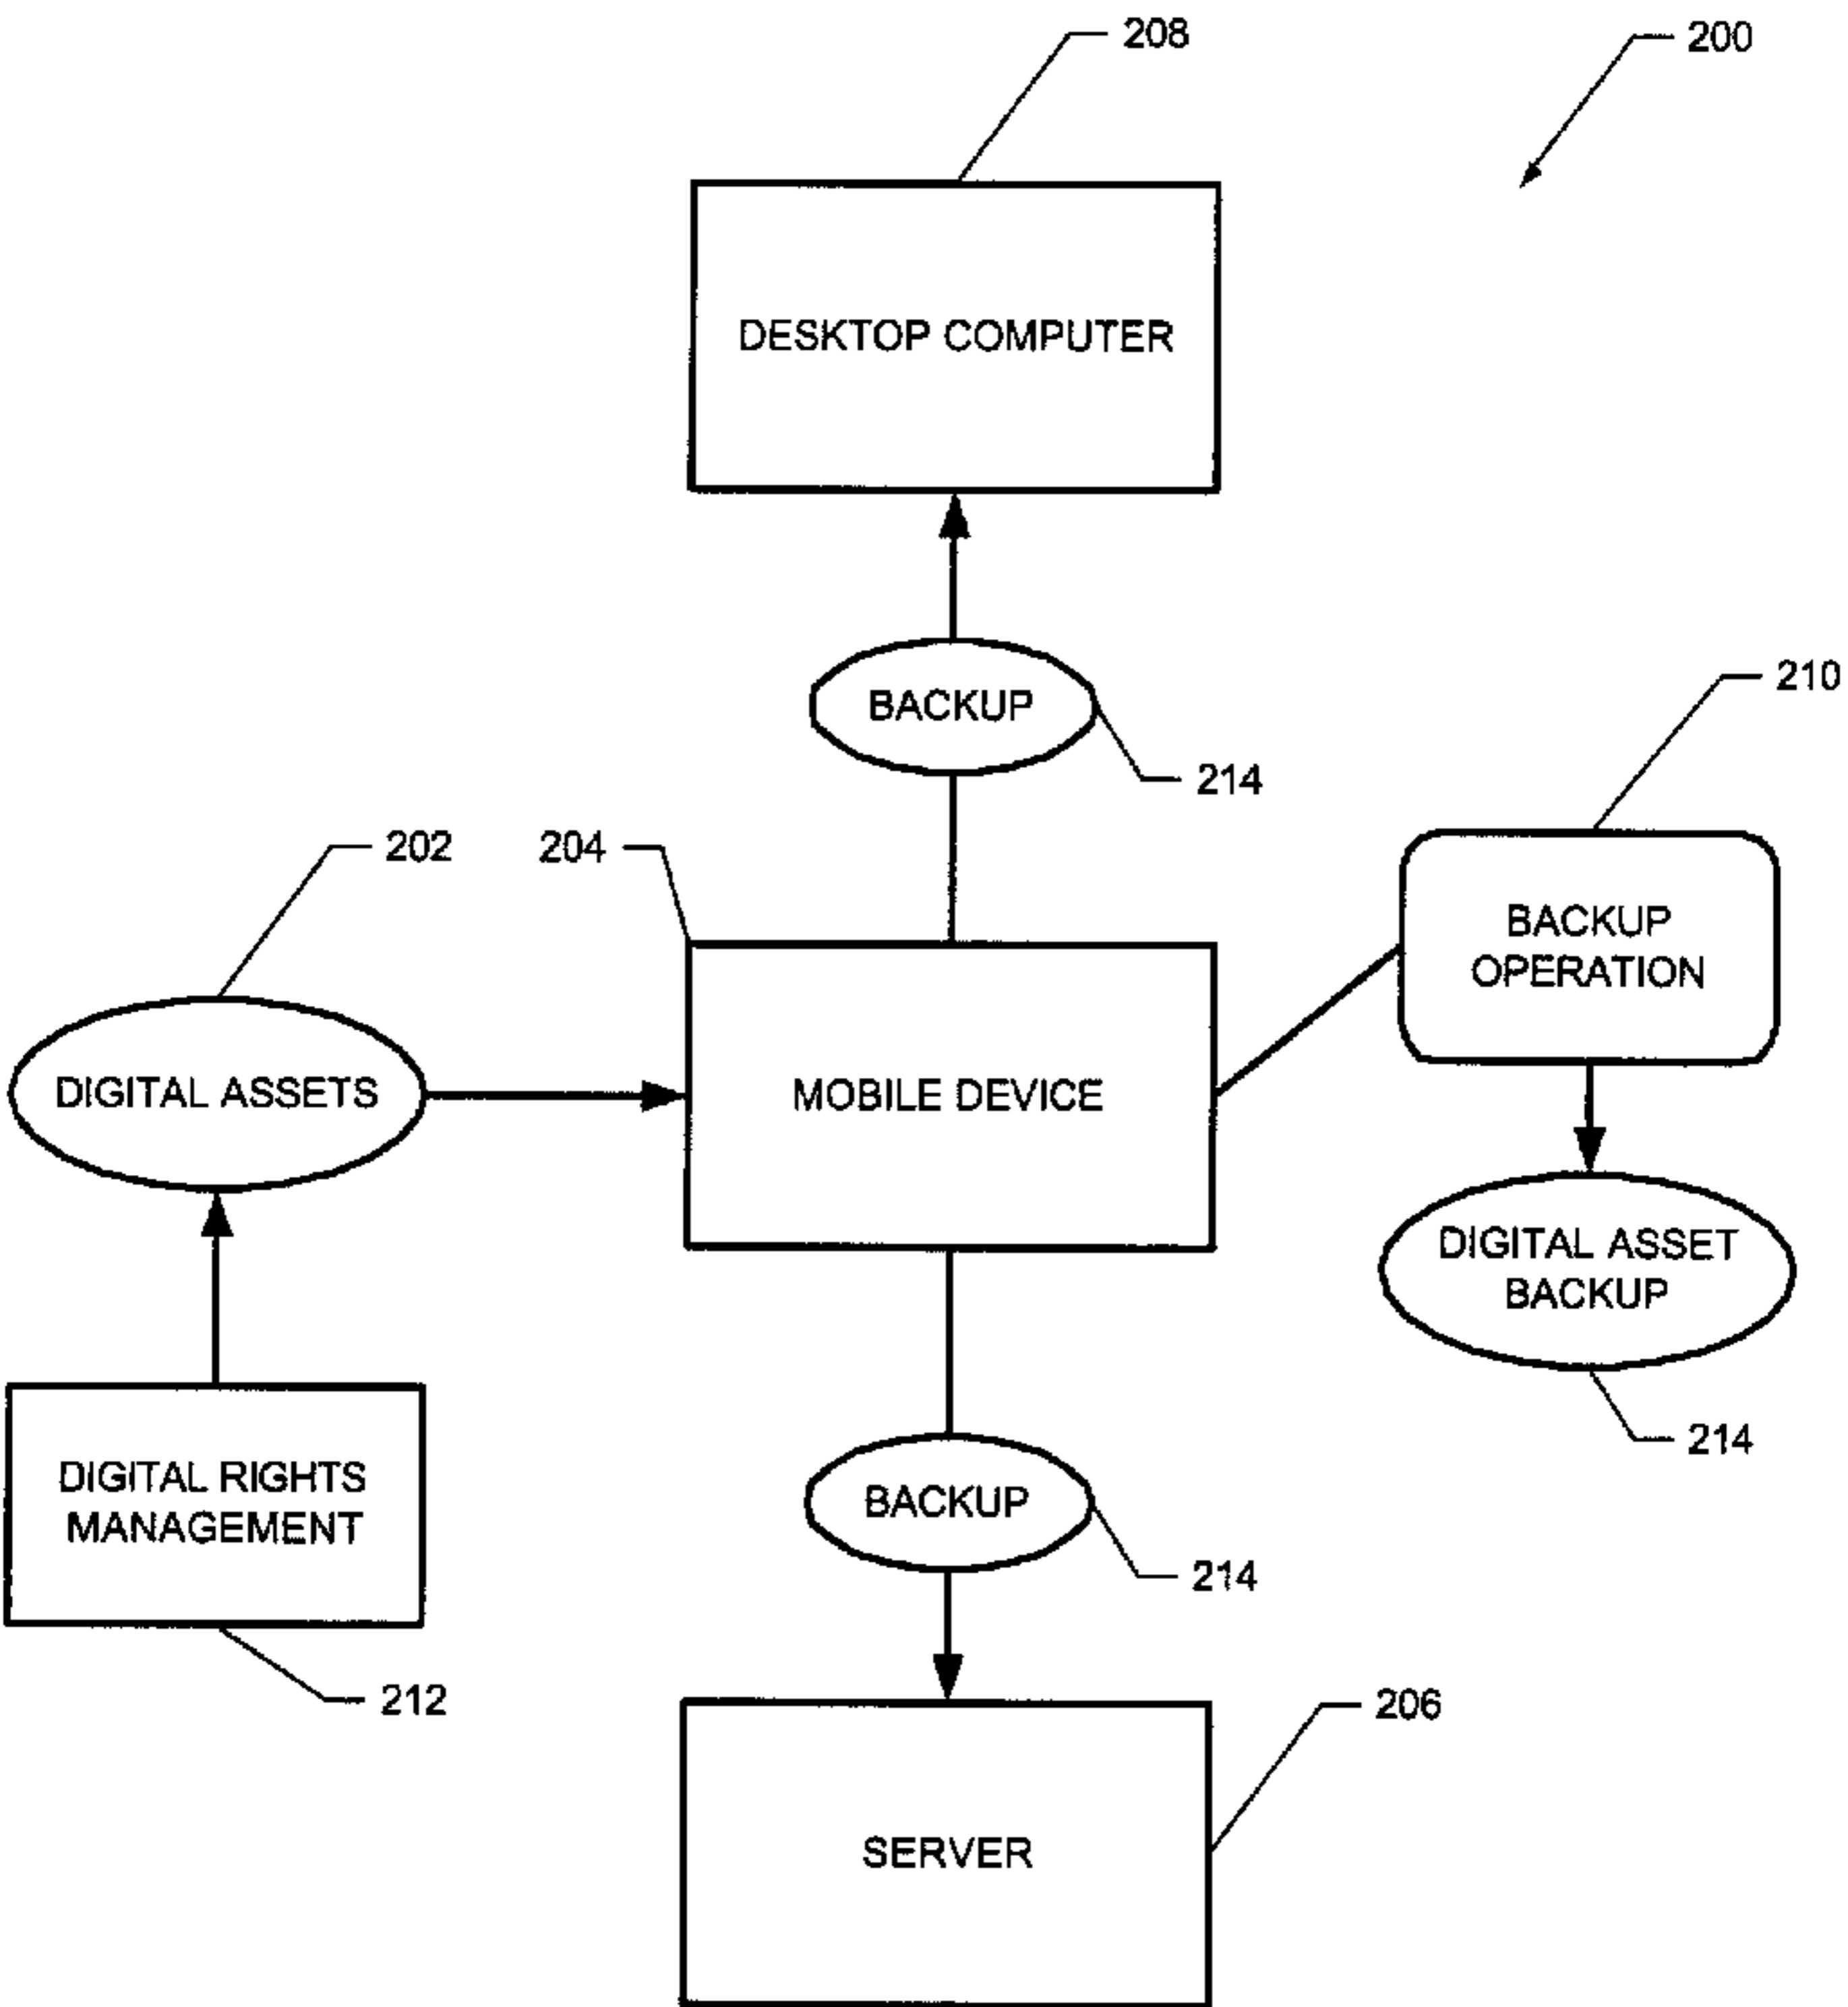 208
200
DESKTOP COMPUTER
BACKUP
214
210
202
204
BACKUP
OPERATION
DIGITAL ASSETS
MOBILE DEVICE
DIGITAL ASSET
BACKUP
214
DIGITAL RIGHTS
MANAGEMENT
BACKUP
214
212
206
SERVER